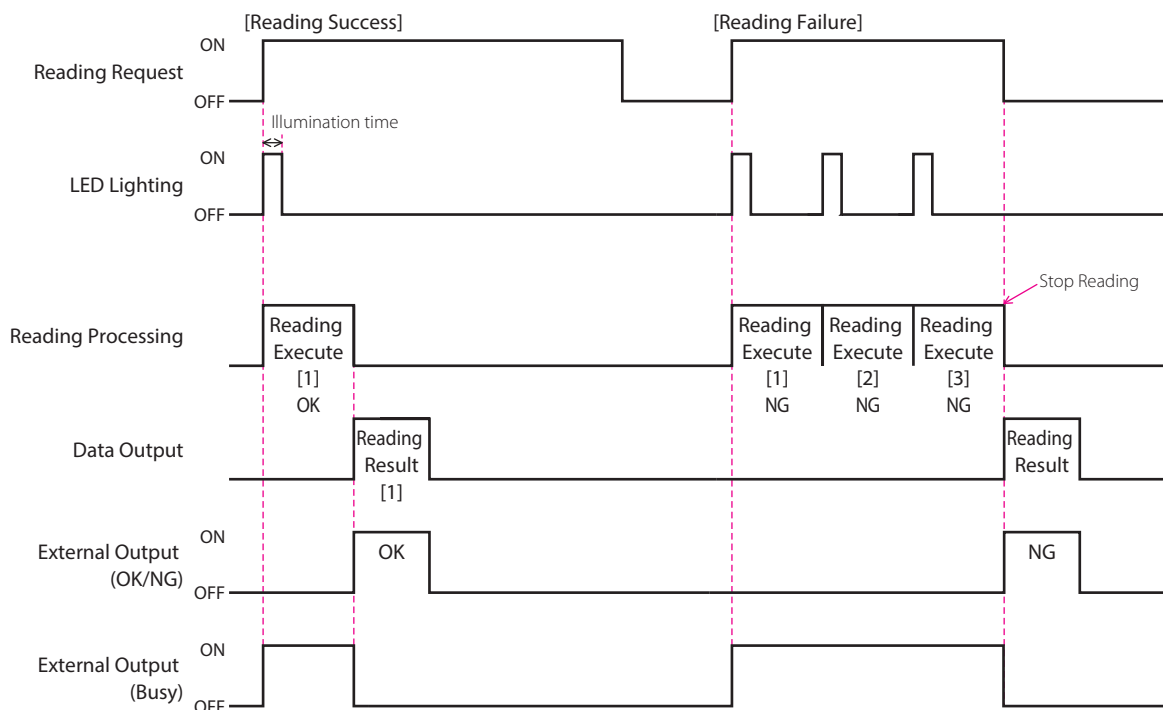 [Reading Success]
[Reading Failure]
ON
Reading Request
OFF
Illumination time
ON
LED Lighting
OFF
Stop Reading
Reading Processing
Reading
Execute
[1]
OK
Reading
Execute
[1]
NG
Reading
Execute
[2]
NG
Reading
Execute
[3]
NG
Data Output
Reading
Result
[1]
Reading
Result
ON
External Output
(OK/NG)
OFF
OK
NG
ON
External Output
(Busy)
OFF